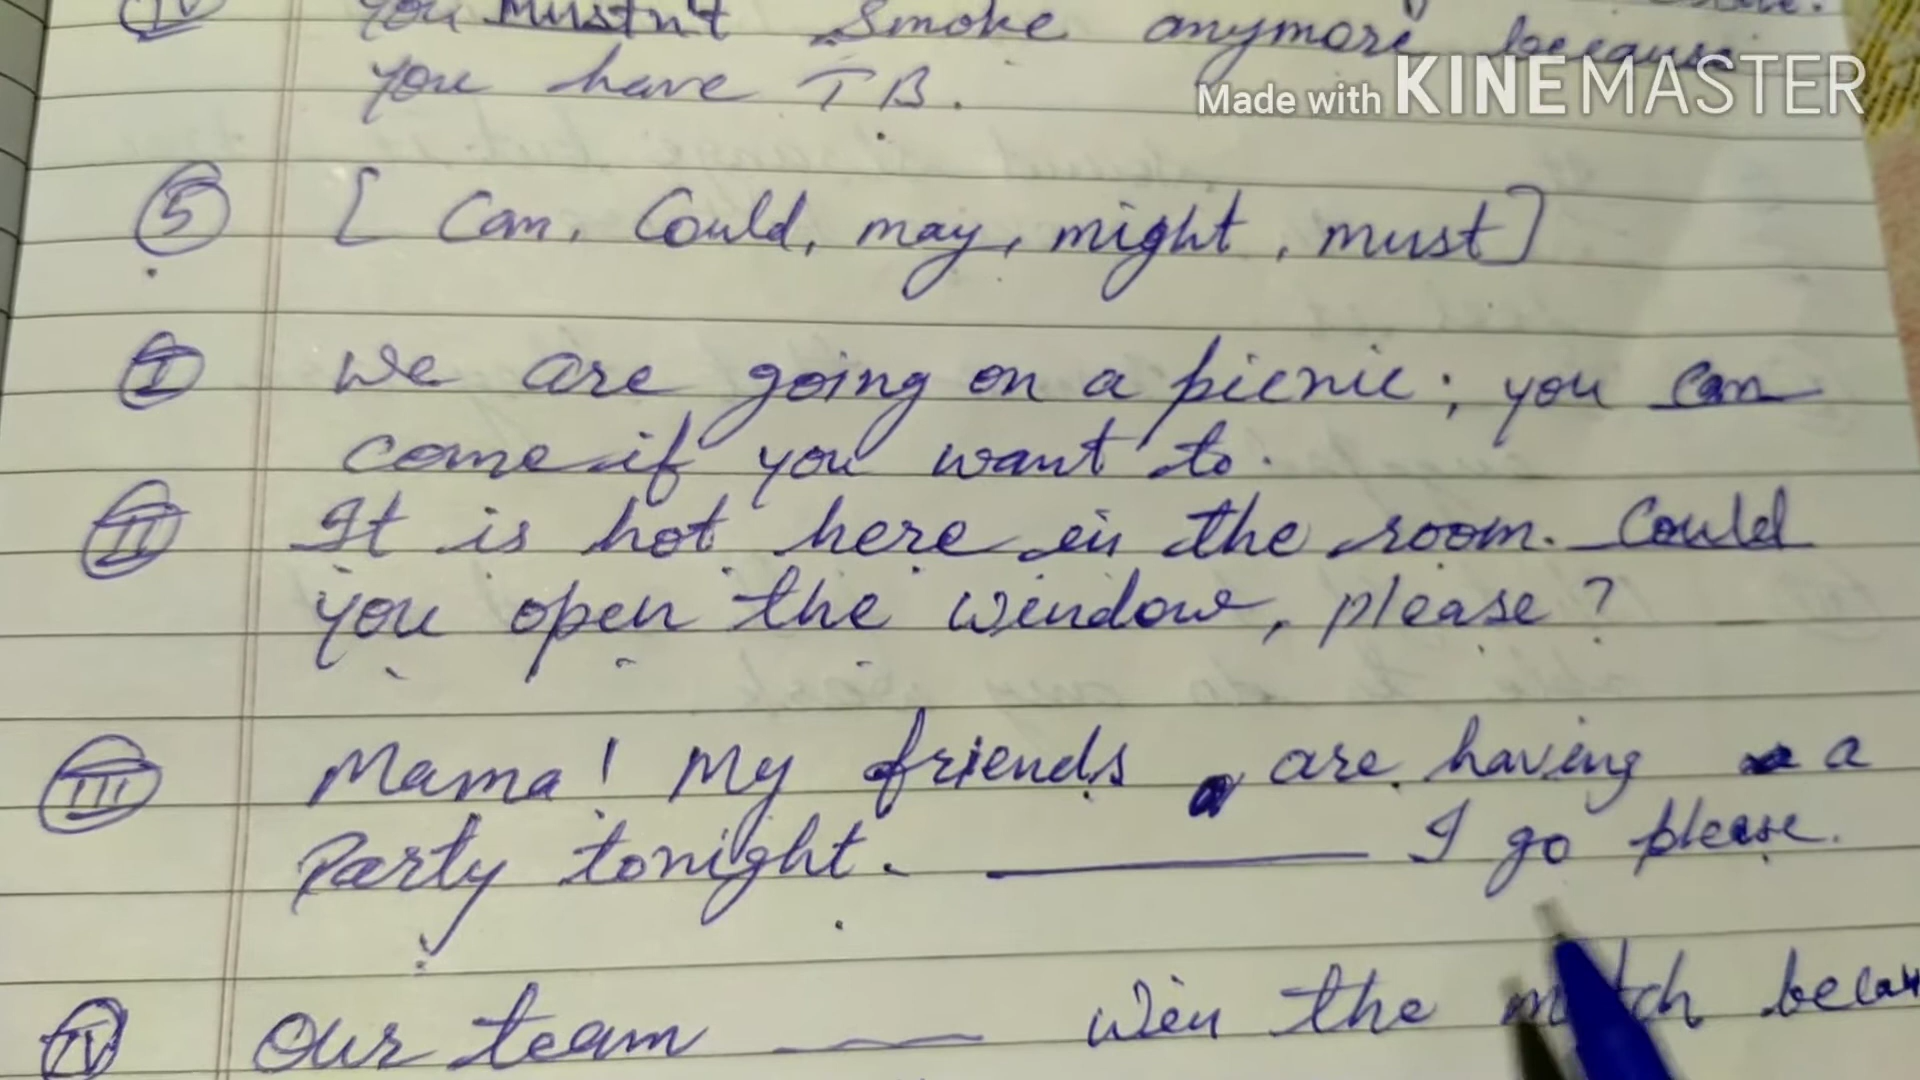 IV You mustn't Smoke anymore because
you have TB.
Made with KINEMASTER
5 [ Can, Could, may, might, must]
I We are going on a picnic; you can
come if you want to.
II It is hot here in the room. Could
you open the window, please?
III Mama! My friends are having a
Party tonight. ______ I go please.
IV Our team ____ win the match becau